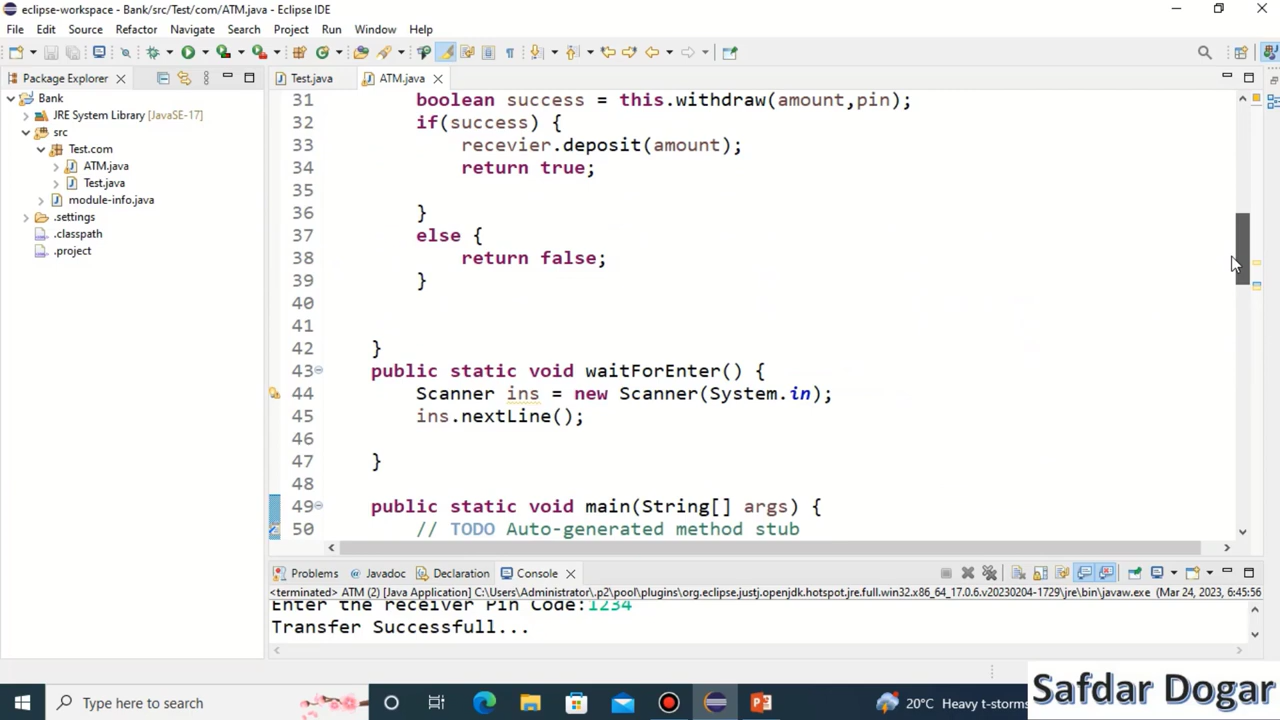 eclipse-workspace - Bank/src/Test/com/ATM.java - Eclipse IDE
File Edit Source Refactor Navigate Search Project Run Window Help
Package Explorer
Test.java
ATM.java
Bank
JRE System Library [JavaSE-17]
src
Test.com
ATM.java
Test.java
module-info.java
.settings
.classpath
.project
31 boolean success = this.withdraw(amount,pin);
32 if(success) {
33 recevier.deposit(amount);
34 return true;
35
36 }
37 else {
38 return false;
39 }
40
41
42 }
43 public static void waitForEnter() {
44 Scanner ins = new Scanner(System.in);
45 ins.nextLine();
46
47 }
48
49 public static void main(String[] args) {
50 // TODO Auto-generated method stub
Problems Javadoc Declaration Console
<terminated> ATM (2) [Java Application] C:\Users\Administrator\.p2\pool\plugins\org.eclipse.justj.openjdk.hotspot.jre.full.win32.x86_64_17.0.6.v20230204-1729\jre\bin\javaw.exe (Mar 24, 2023, 6:45:56
Enter the receiver Pin Code:1234
Transfer Successfull...
Type here to search
20°C Heavy t-storms
Safdar Dogar